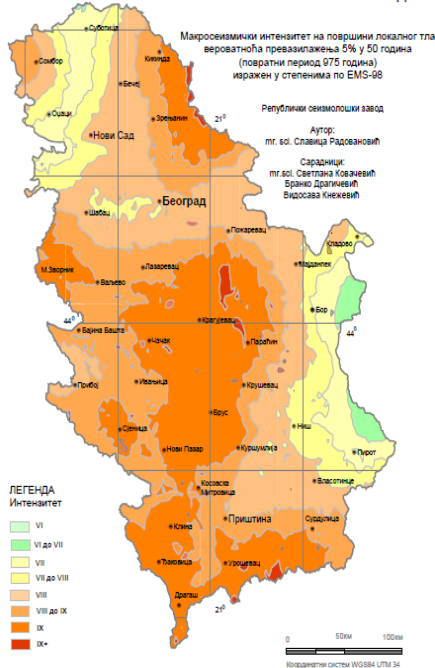 Макросеизмички интензитет на површини локалног тла
вероватноћа превазилажења 5% у 50 година
(повратни период 975 година)
изражен у степенима по EMS-98
Републички сеизмолошки завод
Аутор:
mr. sci. Славица Радовановић
Сарадници:
mr.sci. Светлана Ковачевић
Бранко Драгичевић
Видосава Кнежевић
Суботица
Сомбор
Кикинда
Бечеј
Оџаци
Зрењанин
21⁰
Нови Сад
Београд
Шабац
Пожаревац
Кладово
М.Зворник
Лазаревац
Мајданпек
Ваљево
Бор
44⁰
Бајина Башта
Крагујевац
44⁰
Чачак
Параћин
Прибој
Ивањица
Крушевац
Брус
Сјеница
Ниш
Нови Пазар
Куршумлија
Пирот
Косовска
Митровица
Власотинце
Клина
Приштина
Сурдулица
Ђаковица
Урошевац
Драгаш
21⁰
ЛЕГЕНДА
Интензитет
VI
VI до VII
VII
VII до VIII
VIII
VIII до IX
IX
IX+
0 50км 100км
Координатни систем WGS84 UTM 34